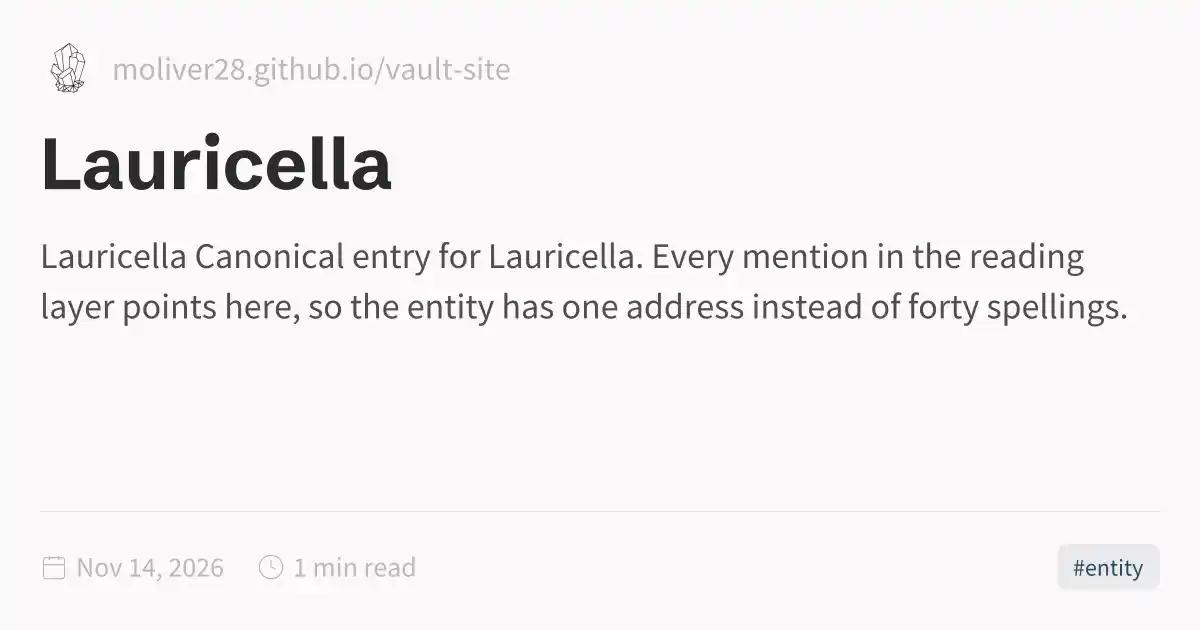 moliver28.github.io/vault-site
Lauricella
Lauricella Canonical entry for Lauricella. Every mention in the reading
layer points here, so the entity has one address instead of forty spellings.
Nov 14, 2026 1 min read
#entity